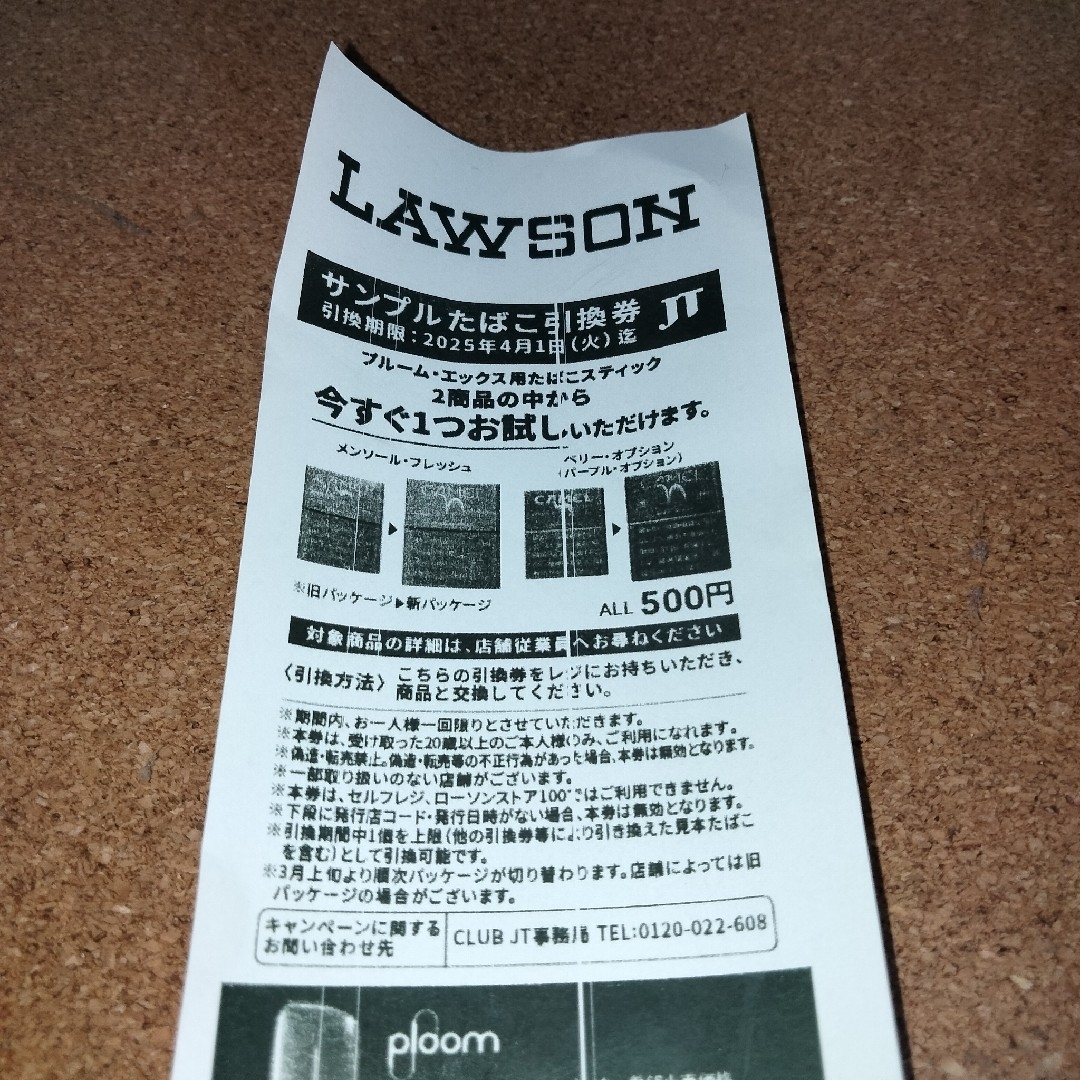 LAWSON
サンプルたばこ引換券 JT
引換期限：2025年4月1日（火）迄
プルーム・エックス用たばこスティック
2商品の中から
今すぐ1つお試しいただけます。
メンソール・フレッシュ
ベリー・オプション
（パープル・オプション）
CAMEL
※旧パッケージ▶新パッケージ
ALL 500円
対象商品の詳細は、店舗従業員へお尋ねください
〈引換方法〉こちらの引換券をレジにお持ちいただき、
商品と交換してください。
※期間内、お一人様一回限りとさせていただきます。
※本券は、受け取った20歳以上のご本人様のみ、ご利用になれます。
※偽造・転売禁止。偽造・転売等の不正行為があった場合、本券は無効となります。
※一部取り扱いのない店舗がございます。
※本券は、セルフレジ、ローソンストア100ではご利用できません。
※下段に発行店コード・発行日時がない場合、本券は無効となります。
※引換期間中1個を上限（他の引換券等により引き換えた見本たばこ
を含む）として引換可能です。
※3月上旬より順次パッケージが切り替わります。店舗によっては旧
パッケージの場合がございます。
キャンペーンに関する
お問い合わせ先
CLUB JT事務局 TEL:0120-022-608
ploom